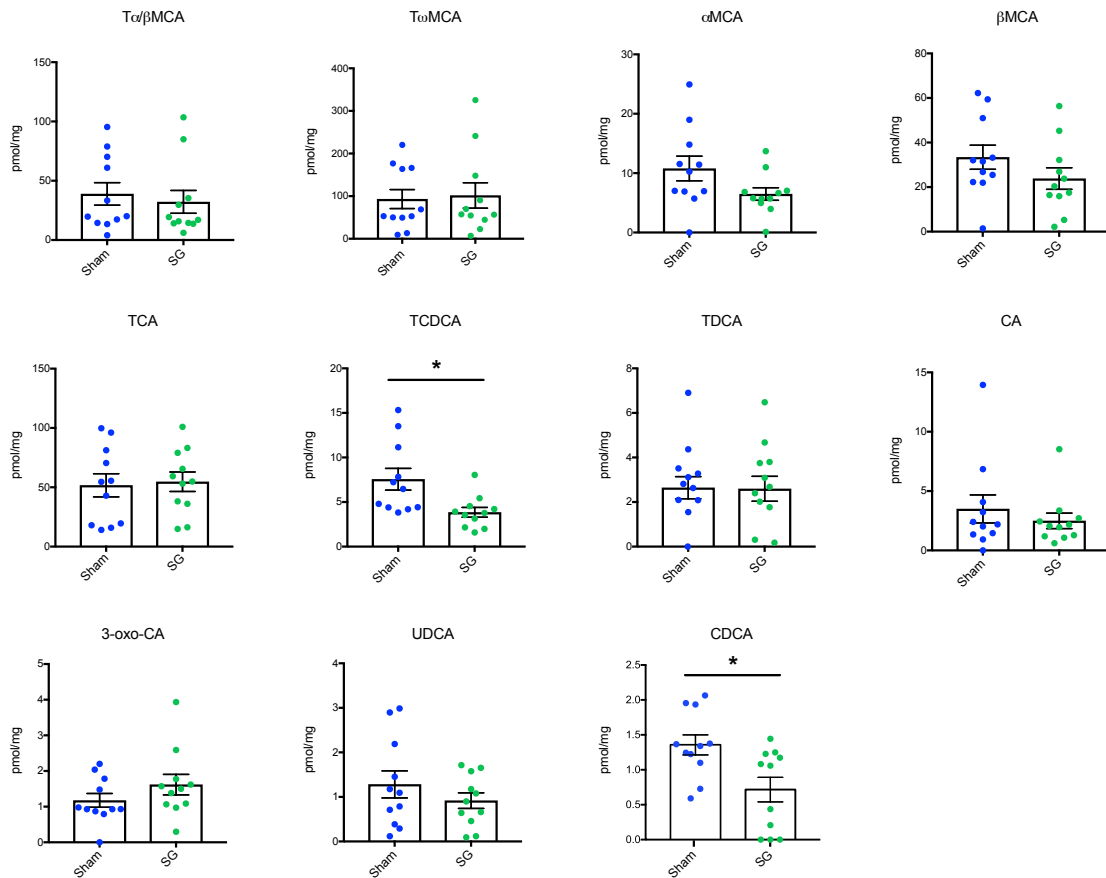 Tα/βMCA
pmol/mg
150
100
50
0
Sham
SG
TωMCA
pmol/mg
400
300
200
100
0
Sham
SG
αMCA
pmol/mg
30
20
10
0
Sham
SG
βMCA
pmol/mg
80
60
40
20
0
Sham
SG
TCA
pmol/mg
150
100
50
0
Sham
SG
TCDCA
*
pmol/mg
20
15
10
5
0
Sham
SG
TDCA
pmol/mg
8
6
4
2
0
Sham
SG
CA
pmol/mg
15
10
5
0
Sham
SG
3-oxo-CA
pmol/mg
5
4
3
2
1
0
Sham
SG
UDCA
pmol/mg
4
3
2
1
0
Sham
SG
CDCA
*
pmol/mg
2.5
2.0
1.5
1.0
0.5
0.0
Sham
SG